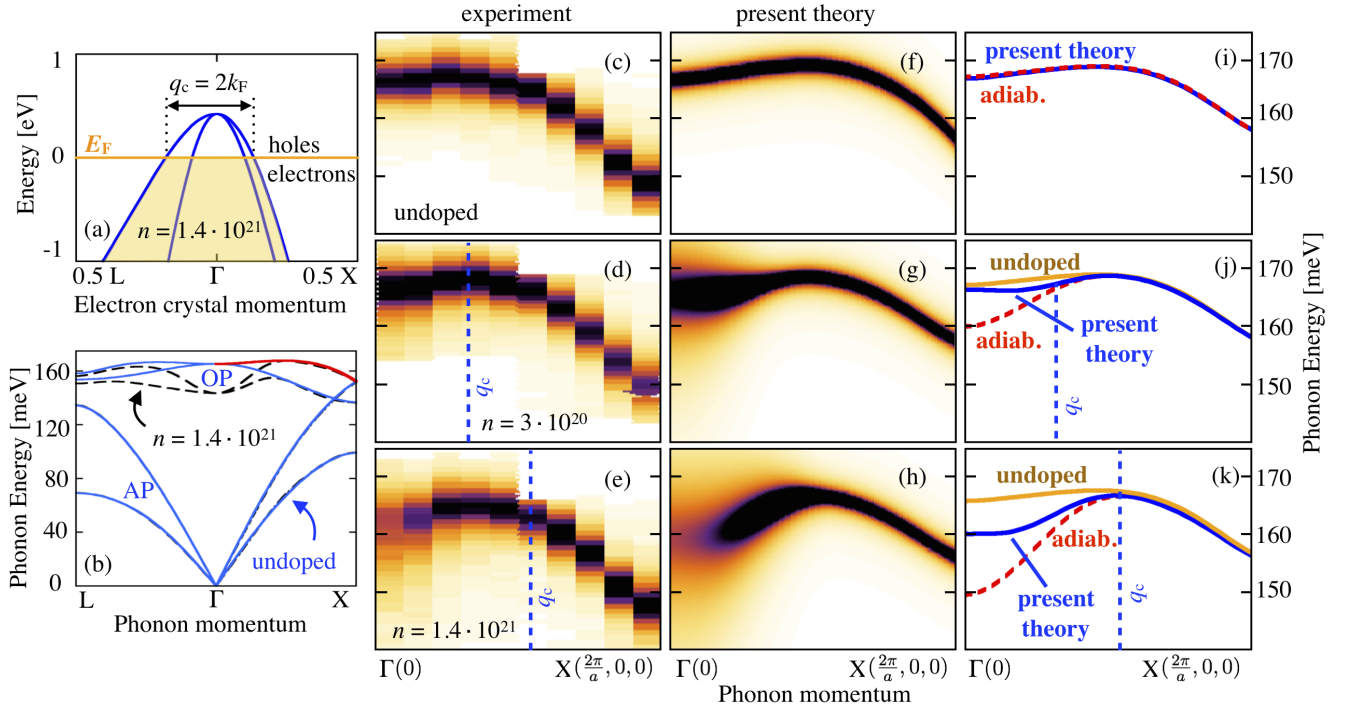 experiment
present theory
1
0
-1
Energy [eV]
q_c = 2k_F
E_F
holes
electrons
(a)
n = 1.4 · 10^21
0.5 L
Γ
0.5 X
Electron crystal momentum
160
120
80
40
0
Phonon Energy [meV]
OP
n = 1.4 · 10^21
AP
undoped
(b)
L
Γ
X
Phonon momentum
(c)
undoped
(d)
q_c
n = 3 · 10^20
(e)
q_c
n = 1.4 · 10^21
Γ(0)
X(2π/a, 0, 0)
(f)
(g)
(h)
Γ(0)
X(2π/a, 0, 0)
Phonon momentum
present theory
adiab.
(i)
170
160
150
undoped
(j)
adiab.
present
theory
q_c
170
160
150
undoped
(k)
adiab.
present
theory
q_c
170
160
150
Γ(0)
X(2π/a, 0, 0)
Phonon Energy [meV]